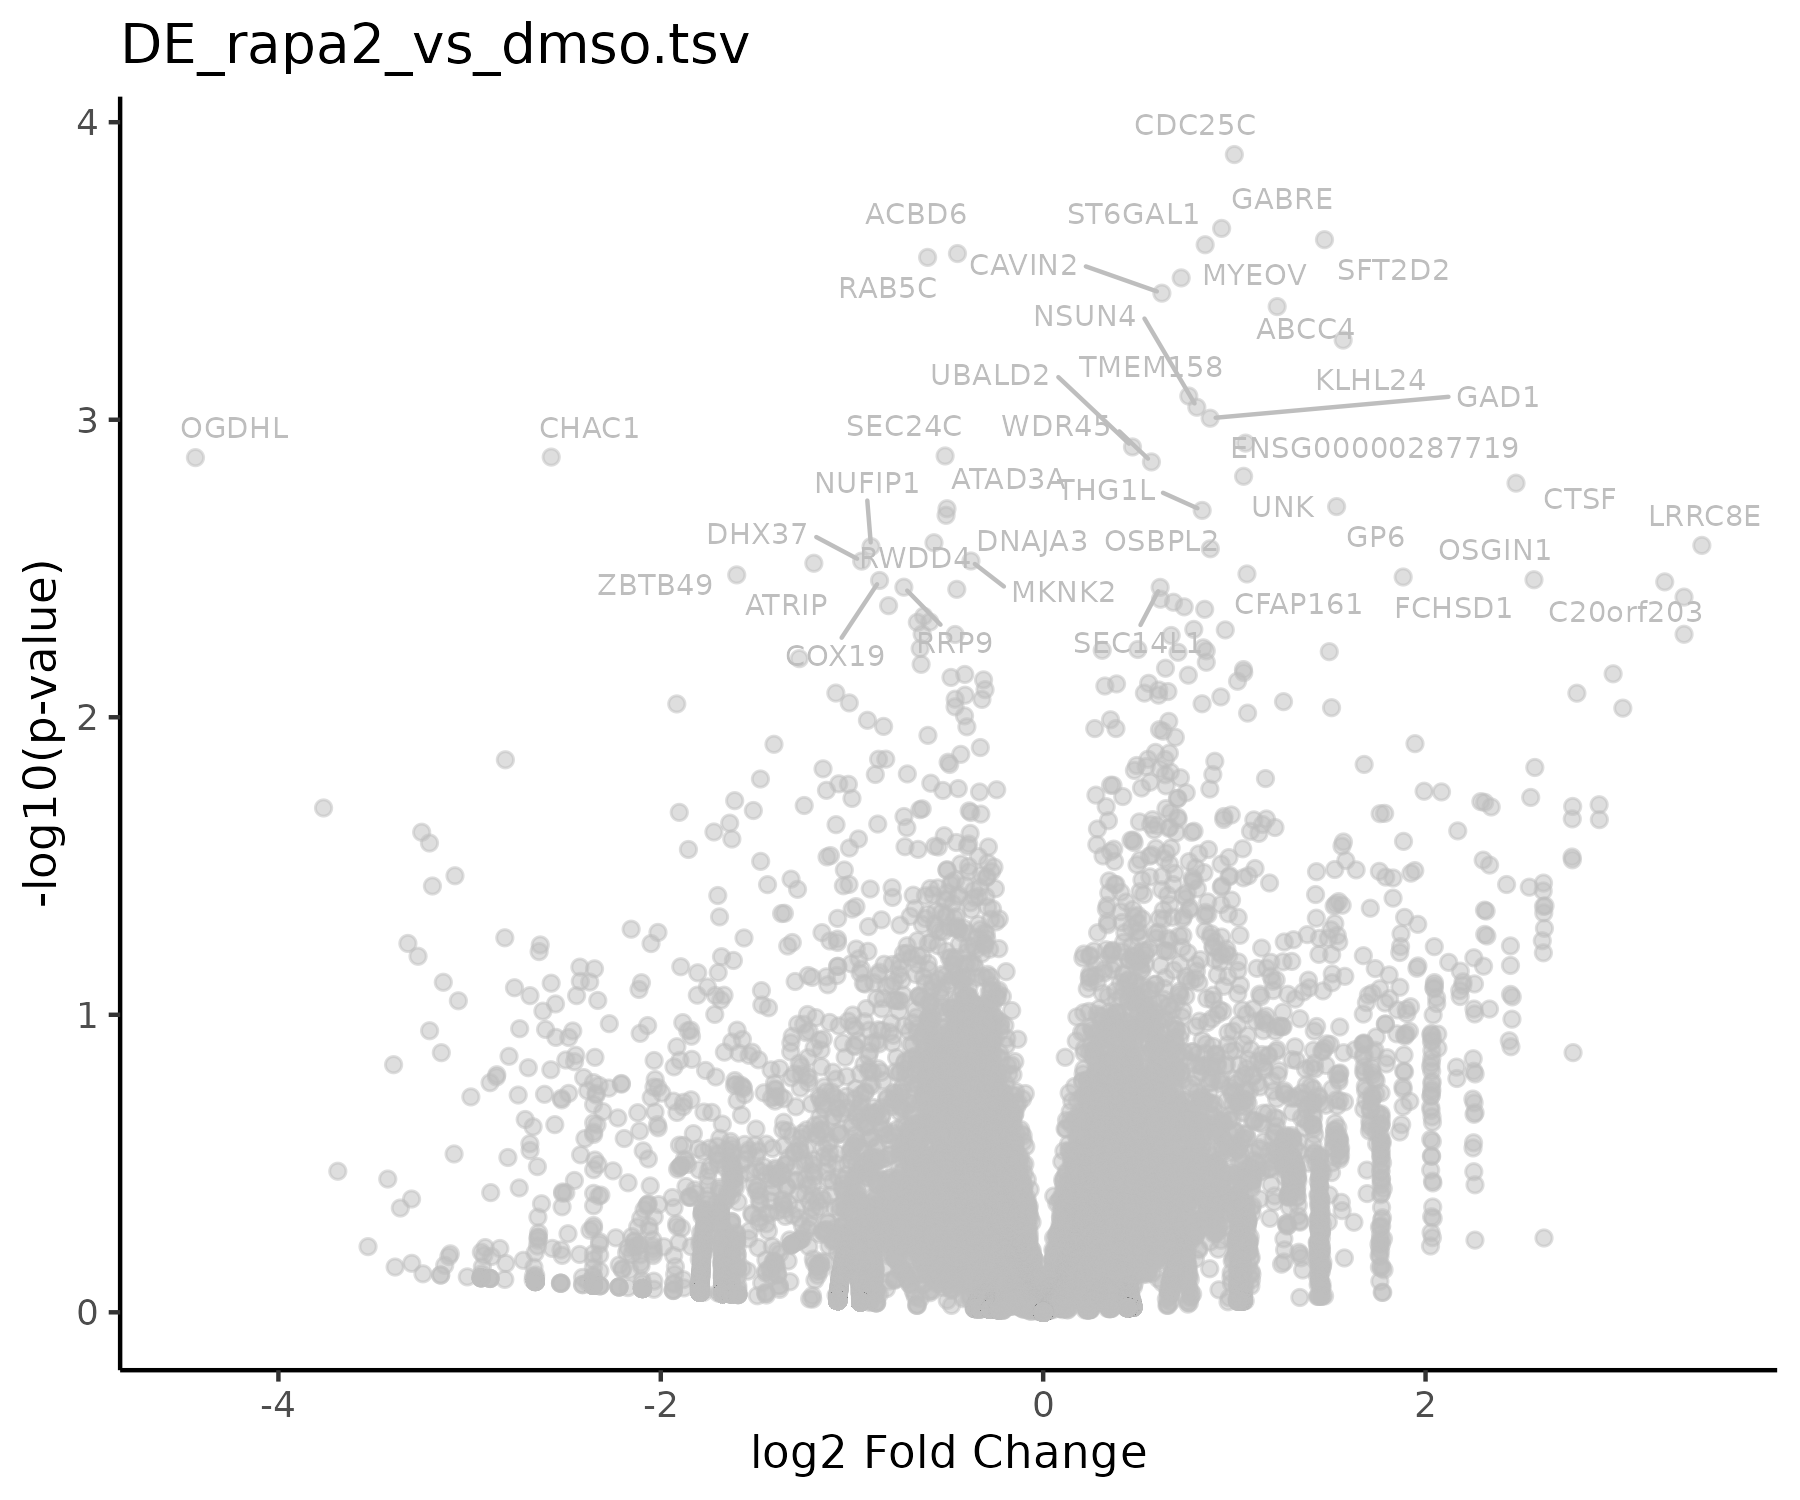 DE_rapa2_vs_dmso.tsv
4
CDC25C
GABRE
ACBD6
ST6GAL1
CAVIN2
SFT2D2
MYEOV
RAB5C
NSUN4
ABCC4
TMEM158
UBALD2
KLHL24
GAD1
3
OGDHL
CHAC1
SEC24C
WDR45
ENSG00000287719
NUFIP1
ATAD3A
THG1L
CTSF
UNK
LRRC8E
DHX37
GP6
DNAJA3
OSBPL2
OSGIN1
RWDD4
ZBTB49
MKNK2
ATRIP
CFAP161
FCHSD1
C20orf203
RRP9
SEC14L1
COX19
2
1
0
-4
-2
0
2
-log10(p-value)
log2 Fold Change